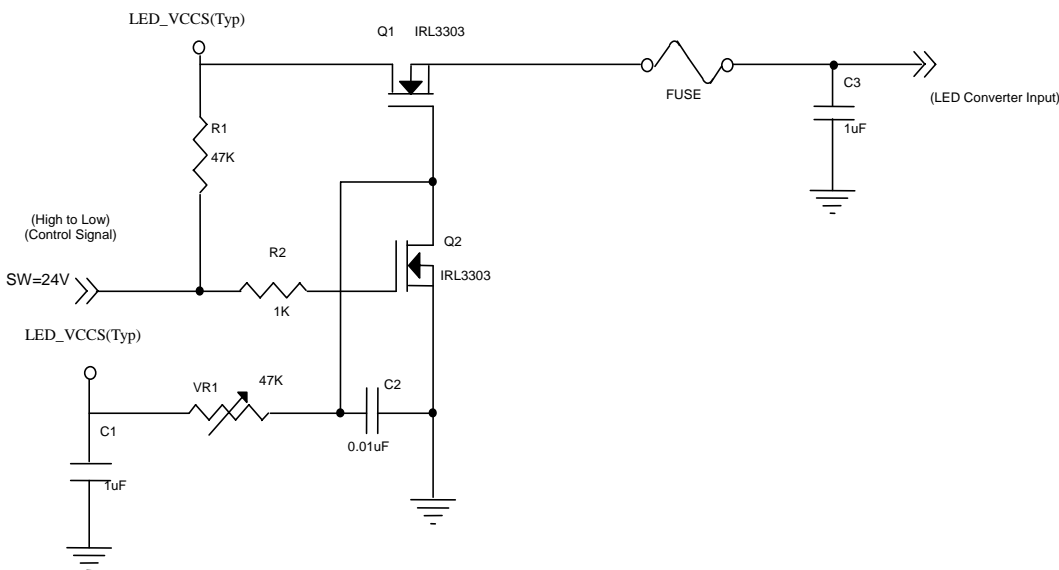 LED_VCCS(Typ)
Q1 IRL3303
FUSE
C3
(LED Converter Input)
1uF
R1
47K
(High to Low)
(Control Signal)
SW=24V
R2
1K
Q2
IRL3303
LED_VCCS(Typ)
VR1
47K
C2
0.01uF
C1
1uF